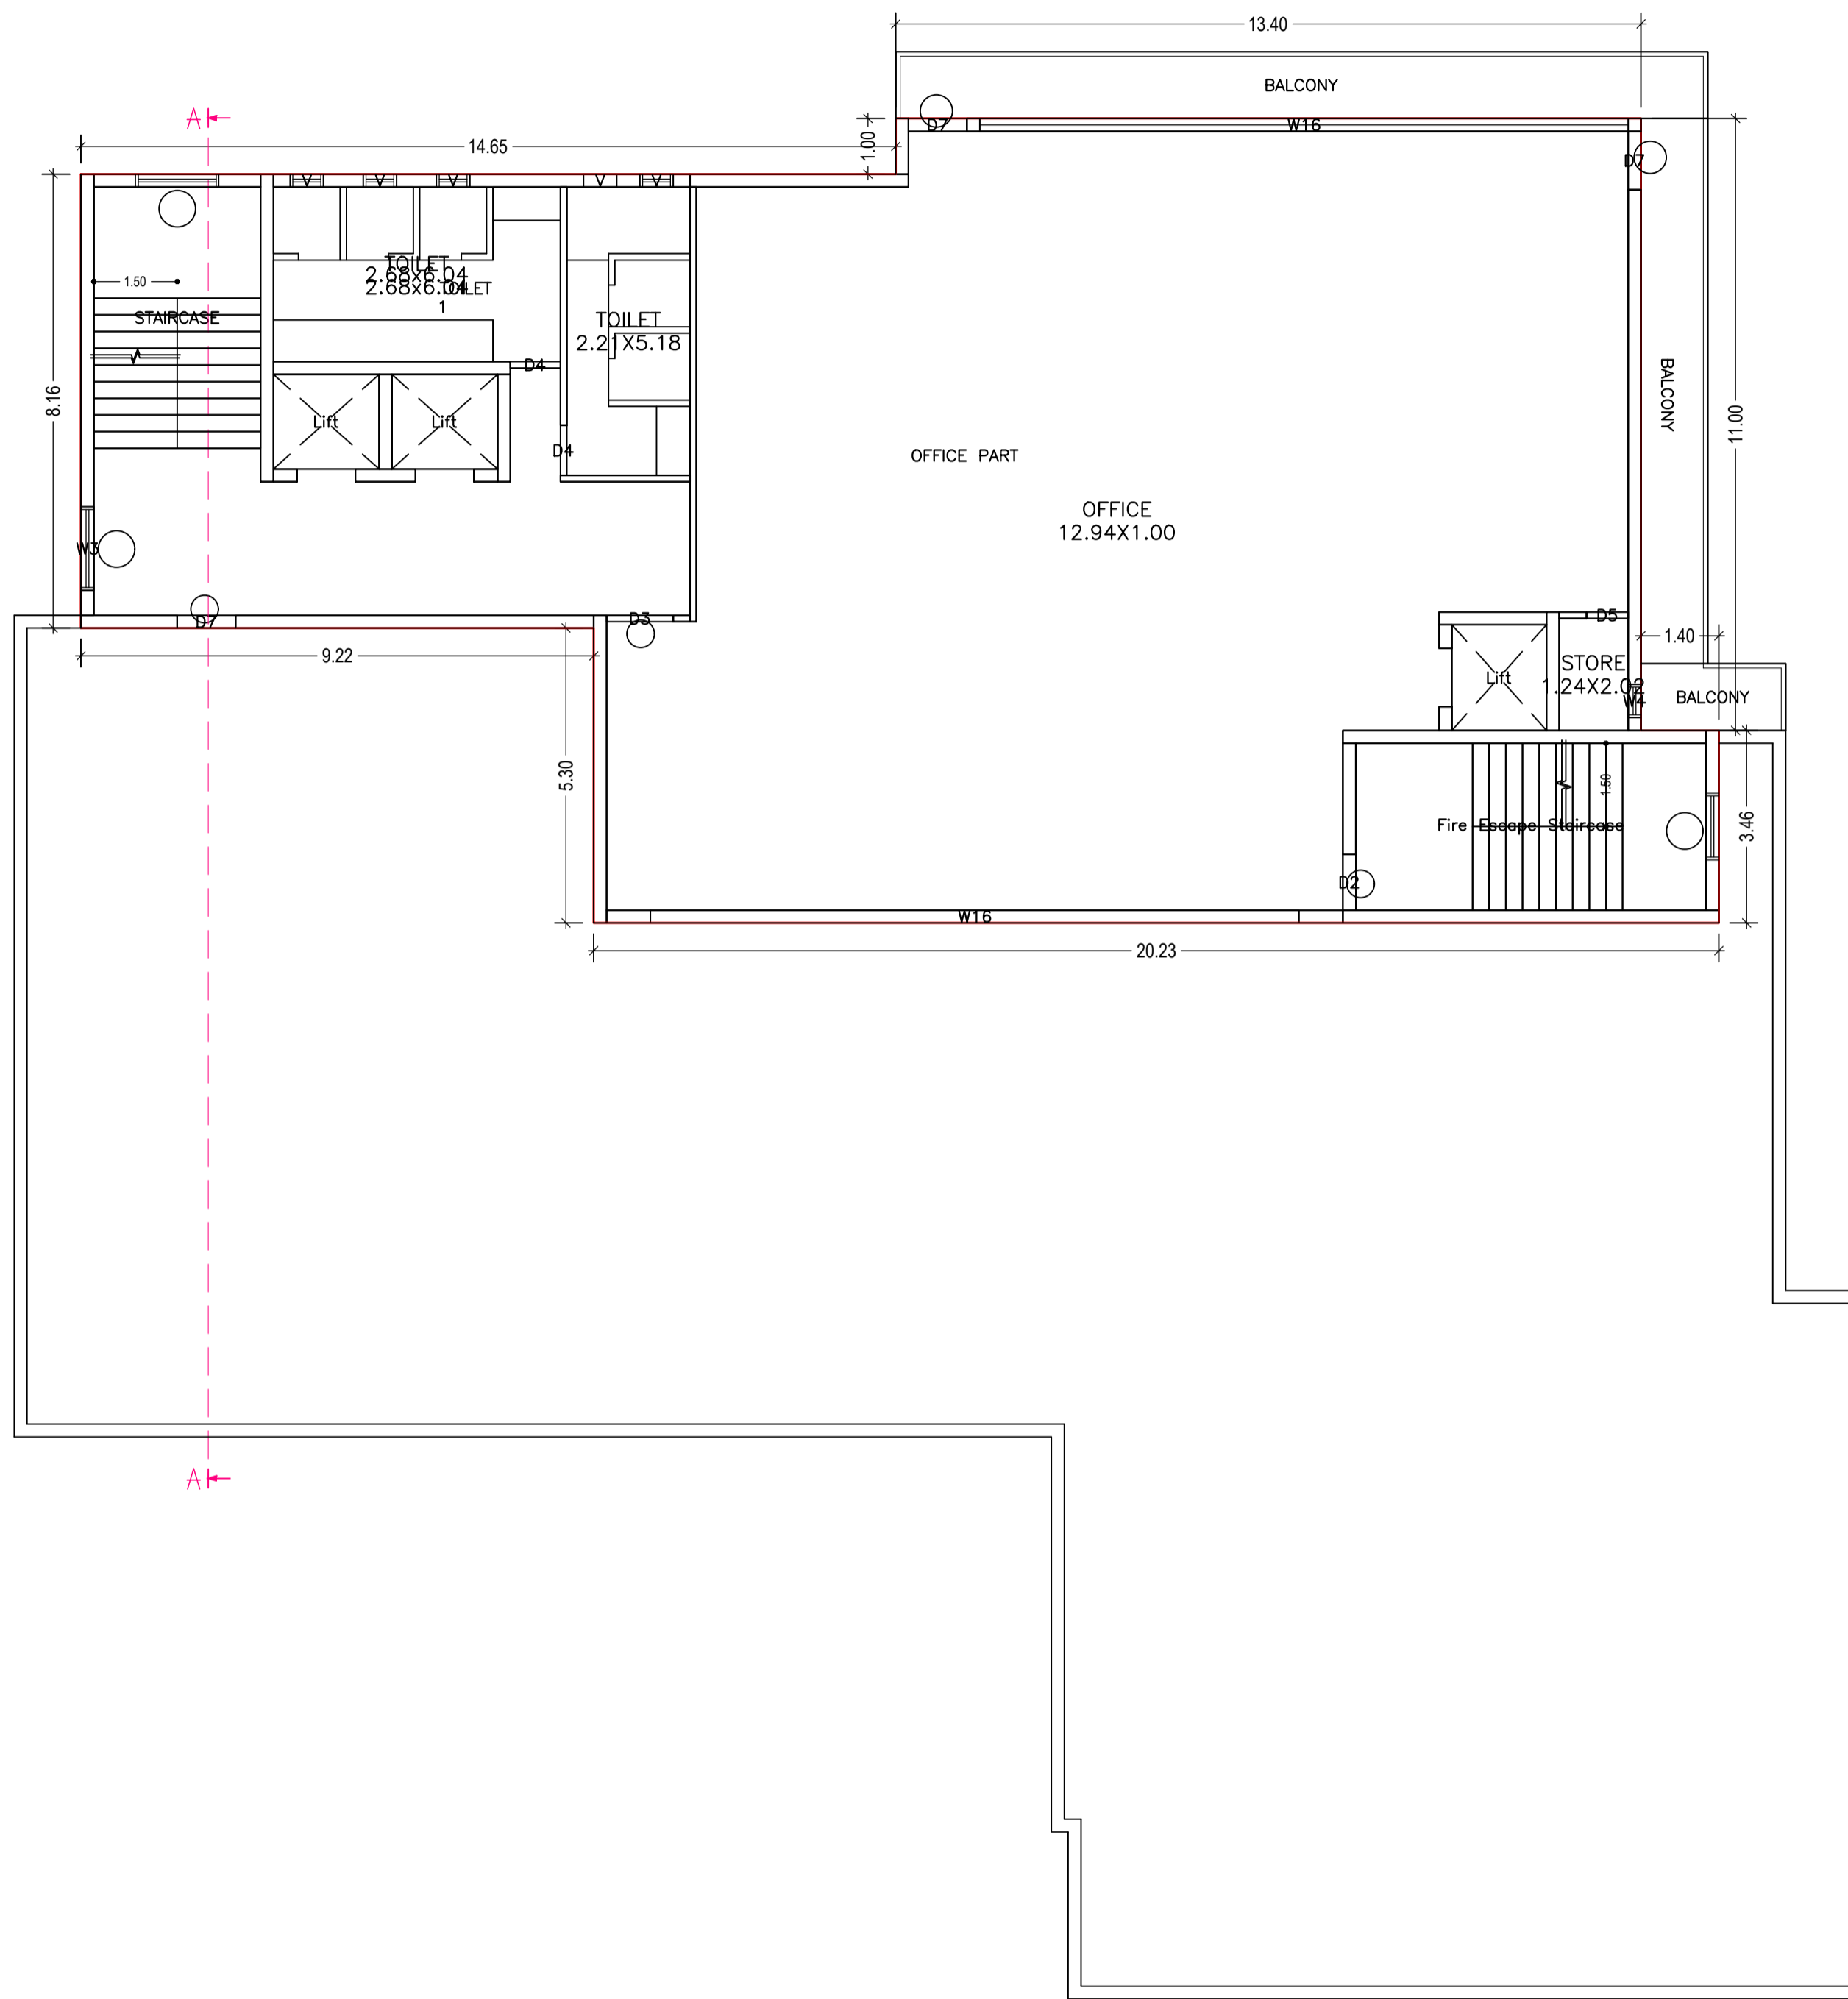 13.40
BALCONY
A
D7
W16
14.65
1.00
D7
V
V
V
V
V
TOILET
2.68x6.04
2.68x6.04
TOILET
1
1.50
STAIRCASE
TOILET
2.21X5.18
D4
BALCONY
8.16
Lift
Lift
11.00
D4
OFFICE PART
OFFICE
12.94X1.00
W3
D7
D3
D5
1.40
9.22
STORE
1.24X2.02
Lift
W4
BALCONY
5.30
1.50
Fire Escape Staircase
3.46
D2
W16
20.23
A